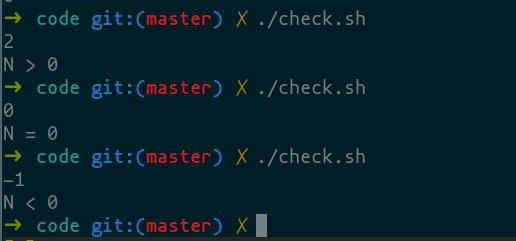 ➜ code git:(master) ✗ ./check.sh
2
N > 0
➜ code git:(master) ✗ ./check.sh
0
N = 0
➜ code git:(master) ✗ ./check.sh
-1
N < 0
➜ code git:(master) ✗